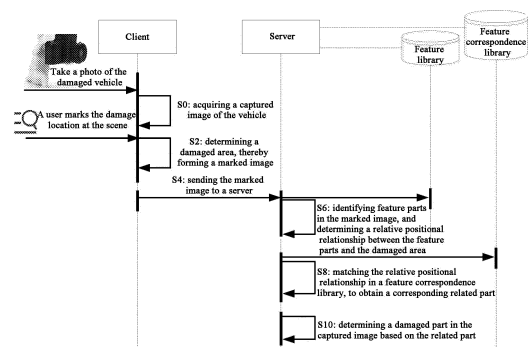 Client
Server
Feature
library
Feature
correspondence
library
Take a photo of the
damaged vehicle
S0: acquiring a captured
image of the vehicle
A user marks the damage
location at the scene
S2: determining a
damaged area, thereby
forming a marked image
S4: sending the marked
image to a server
S6: identifying feature parts
in the marked image, and
determining a relative positional
relationship between the feature
parts and the damaged area
S8: matching the relative positional
relationship in a feature correspondence
library, to obtain a corresponding related part
S10: determining a damaged part in the
captured image based on the related part